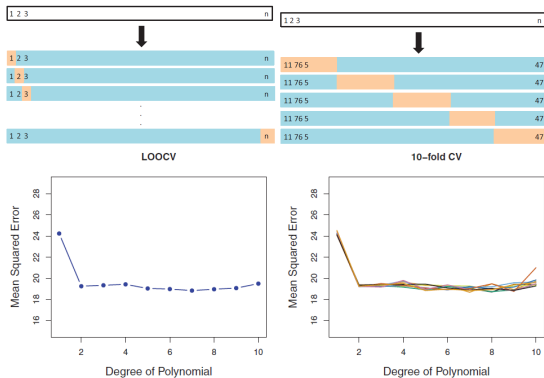 1 2 3 n
1 2 3 n
1 2 3 n
1 2 3 n
1 2 3 n
LOOCV
Mean Squared Error
28
26
24
22
20
18
16
2 4 6 8 10
Degree of Polynomial
1 2 3 n
11 76 5 47
11 76 5 47
11 76 5 47
11 76 5 47
11 76 5 47
10-fold CV
Mean Squared Error
28
26
24
22
20
18
16
2 4 6 8 10
Degree of Polynomial